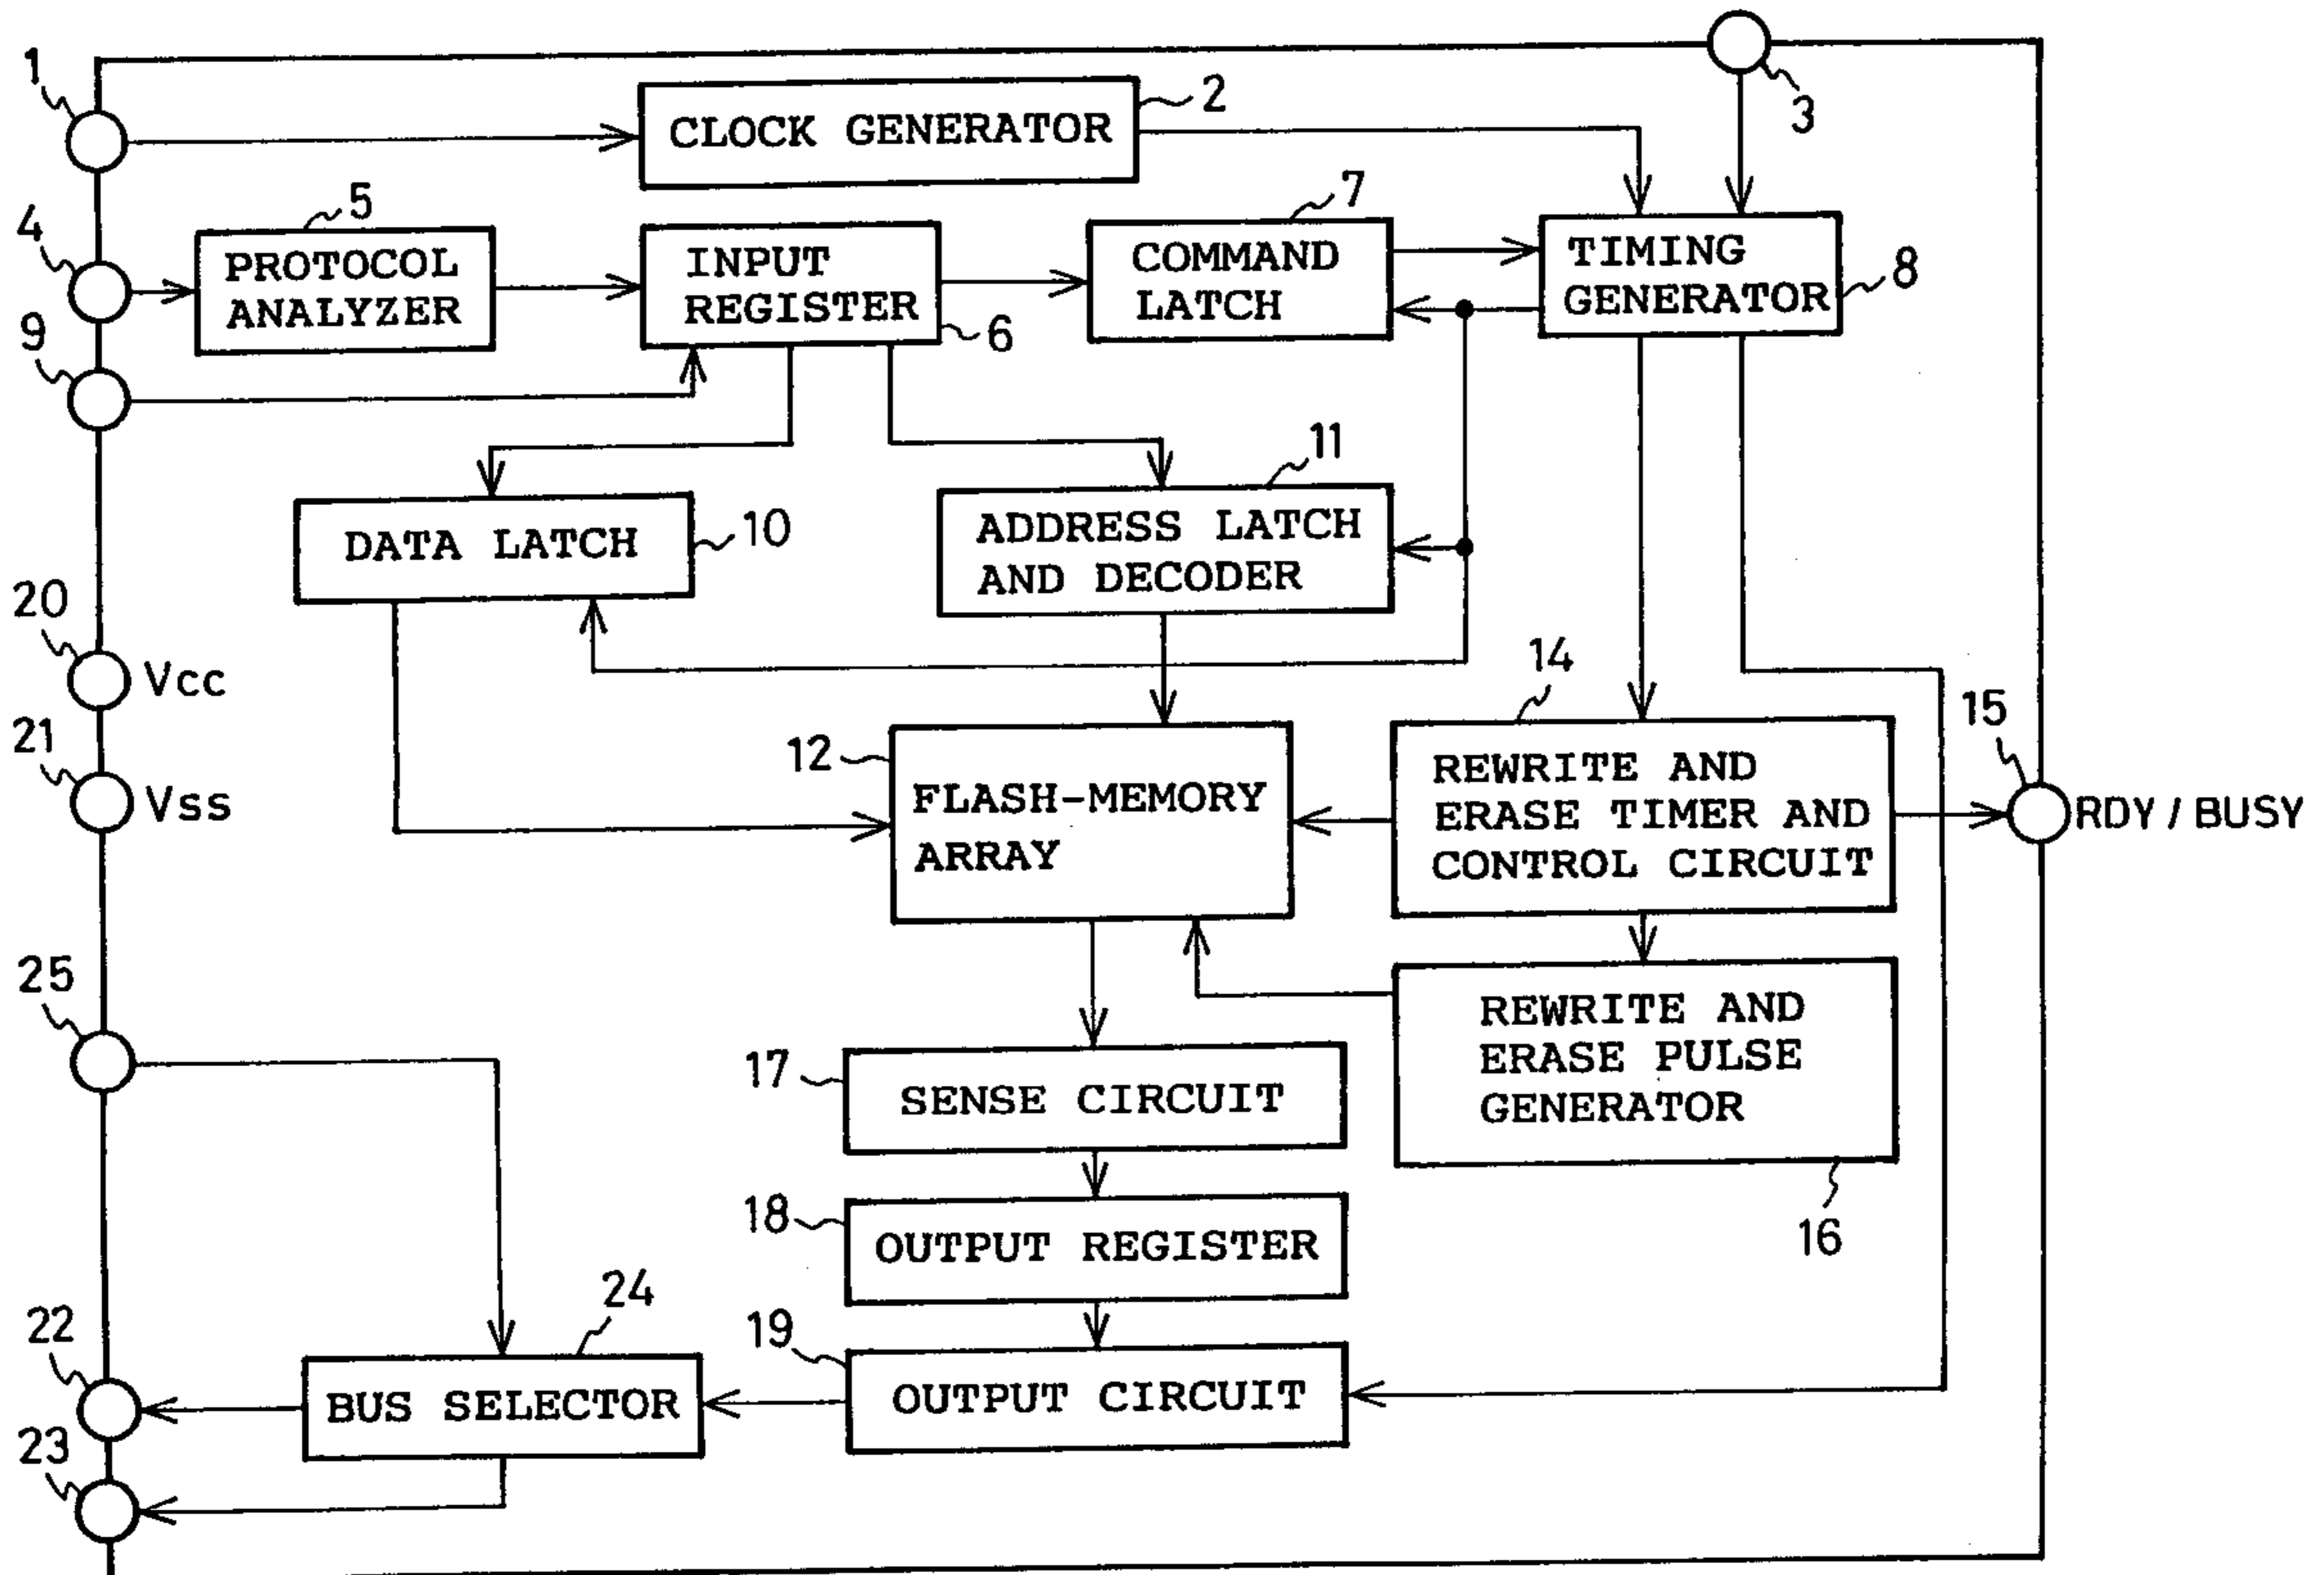 1
CLOCK GENERATOR
2
3
4
5
PROTOCOL
ANALYZER
INPUT
REGISTER
6
7
COMMAND
LATCH
TIMING
GENERATOR
8
9
DATA LATCH
10
11
ADDRESS LATCH
AND DECODER
20
Vcc
21
Vss
12
FLASH-MEMORY
ARRAY
14
REWRITE AND
ERASE TIMER AND
CONTROL CIRCUIT
15
RDY / BUSY
25
REWRITE AND
ERASE PULSE
GENERATOR
16
17
SENSE CIRCUIT
18
OUTPUT REGISTER
19
OUTPUT CIRCUIT
24
BUS SELECTOR
22
23